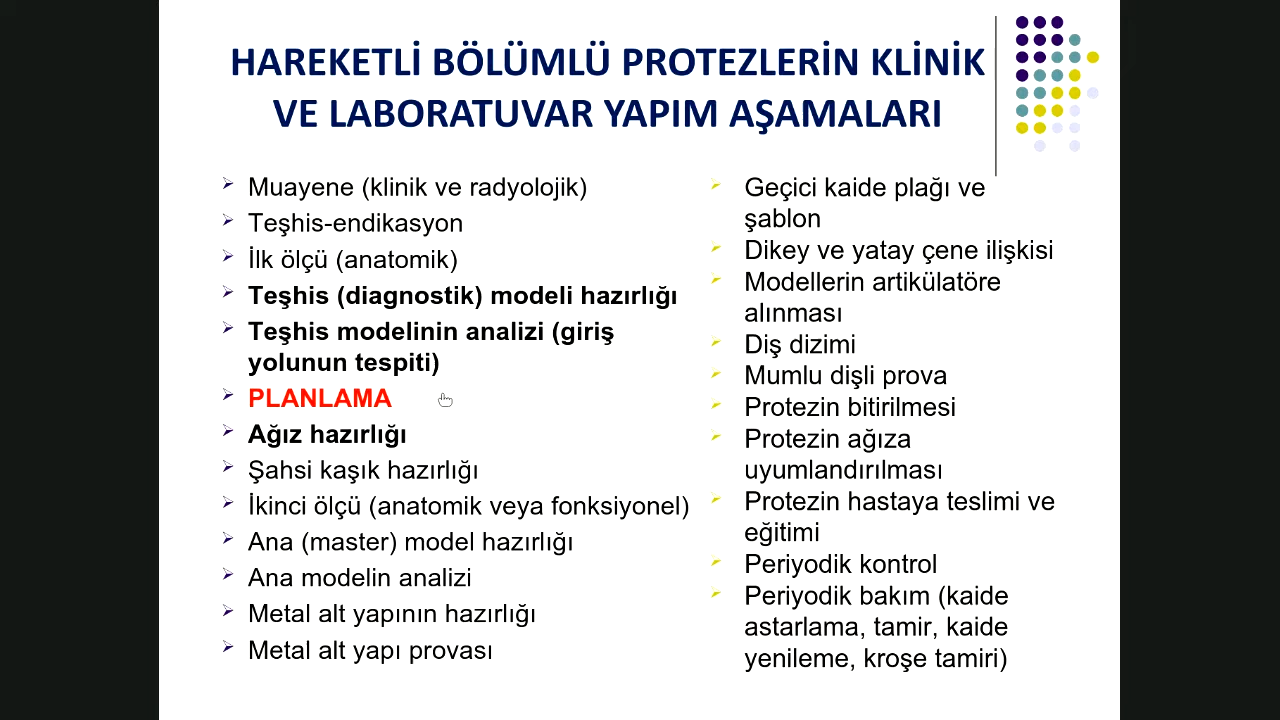 HAREKETLİ BÖLÜMLÜ PROTEZLERİN KLİNİK
VE LABORATUVAR YAPIM AŞAMALARI
Muayene (klinik ve radyolojik)
Teşhis-endikasyon
İlk ölçü (anatomik)
Teşhis (diagnostik) modeli hazırlığı
Teşhis modelinin analizi (giriş
yolunun tespiti)
PLANLAMA
Ağız hazırlığı
Şahsi kaşık hazırlığı
İkinci ölçü (anatomik veya fonksiyonel)
Ana (master) model hazırlığı
Ana modelin analizi
Metal alt yapının hazırlığı
Metal alt yapı provası
Geçici kaide plağı ve
şablon
Dikey ve yatay çene ilişkisi
Modellerin artikülatöre
alınması
Diş dizimi
Mumlu dişli prova
Protezin bitirilmesi
Protezin ağıza
uyumlandırılması
Protezin hastaya teslimi ve
eğitimi
Periyodik kontrol
Periyodik bakım (kaide
astarlama, tamir, kaide
yenileme, kroşe tamiri)